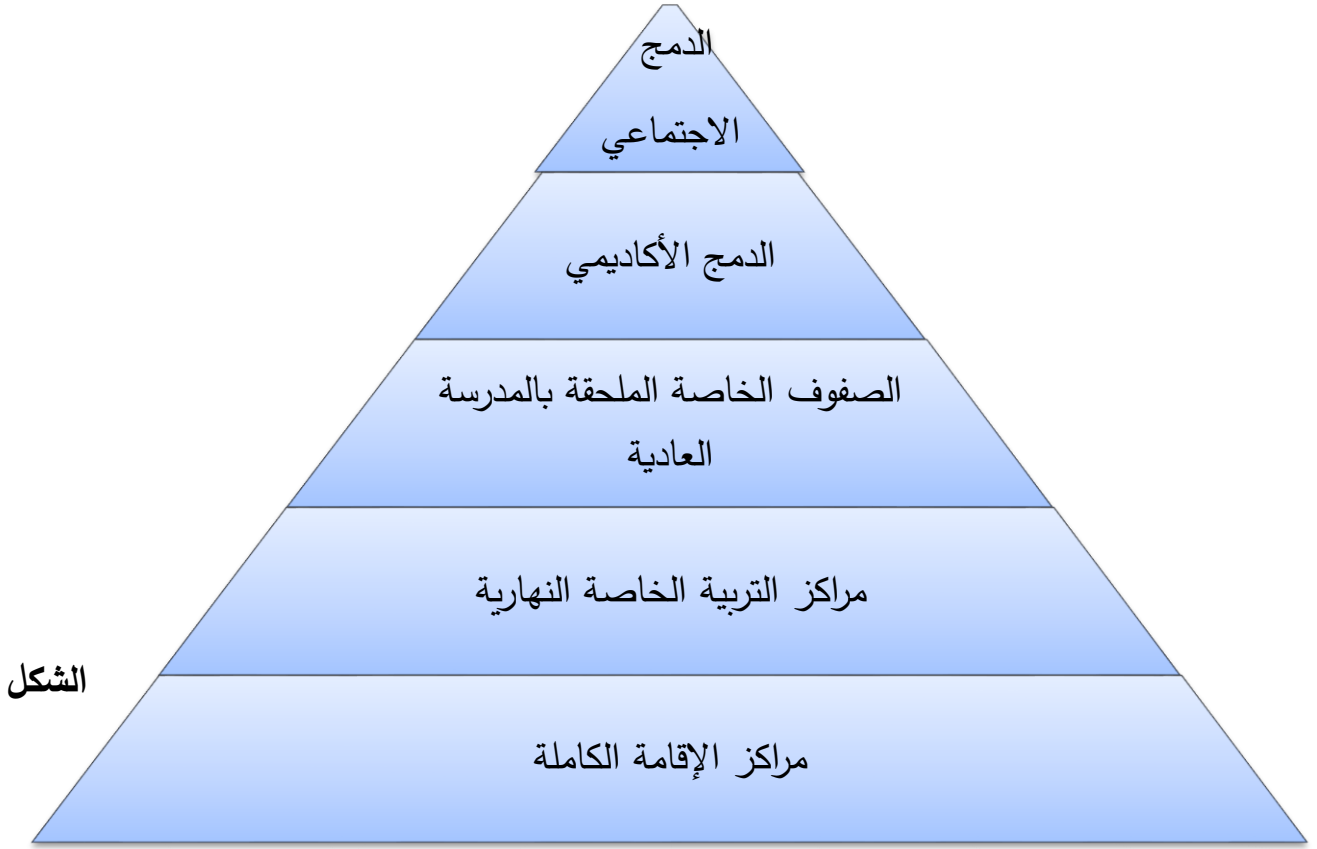 الدمج
الاجتماعي
الدمج الأكاديمي
الصفوف الخاصة الملحقة بالمدرسة
العادية
مراكز التربية الخاصة النهارية
الشكل
مراكز الإقامة الكاملة